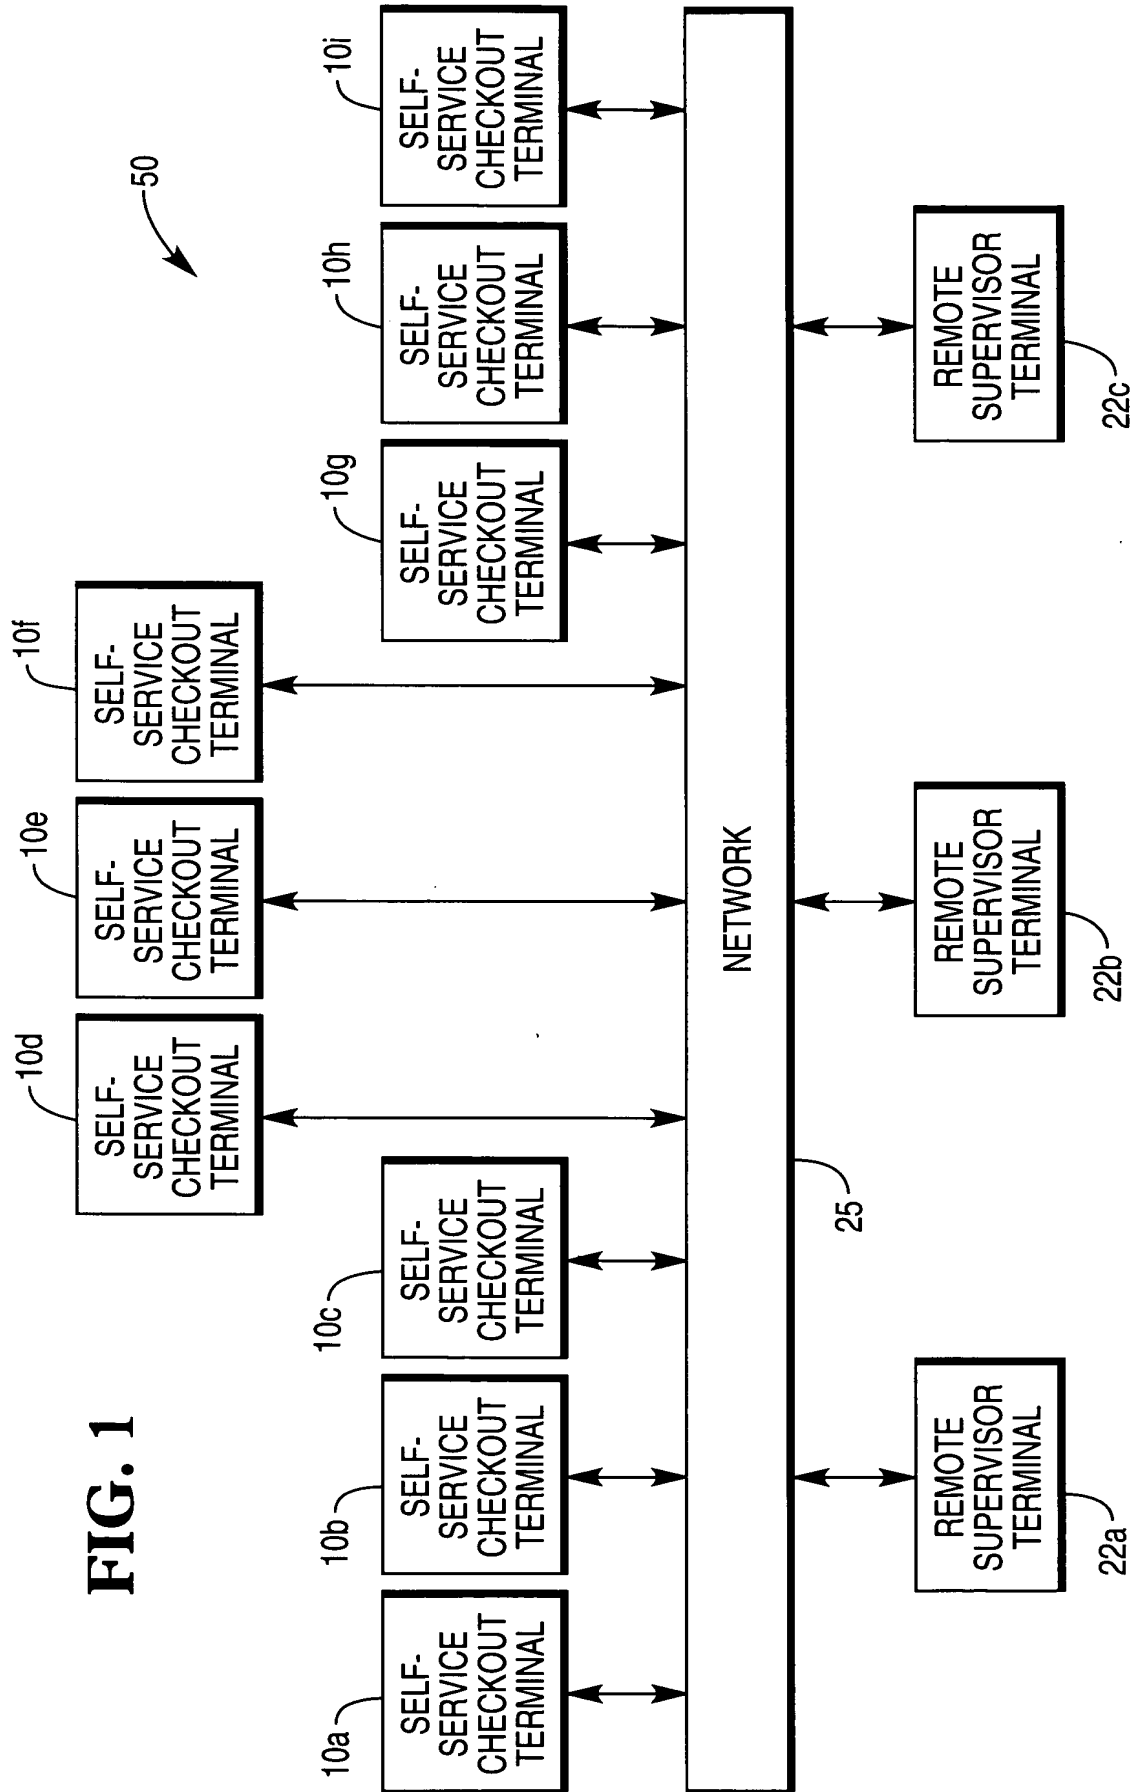 FIG. 1
50
10a
SELF-
SERVICE
CHECKOUT
TERMINAL
10b
SELF-
SERVICE
CHECKOUT
TERMINAL
10c
SELF-
SERVICE
CHECKOUT
TERMINAL
10d
SELF-
SERVICE
CHECKOUT
TERMINAL
10e
SELF-
SERVICE
CHECKOUT
TERMINAL
10f
SELF-
SERVICE
CHECKOUT
TERMINAL
10g
SELF-
SERVICE
CHECKOUT
TERMINAL
10h
SELF-
SERVICE
CHECKOUT
TERMINAL
10i
SELF-
SERVICE
CHECKOUT
TERMINAL
NETWORK
25
REMOTE
SUPERVISOR
TERMINAL
22a
REMOTE
SUPERVISOR
TERMINAL
22b
REMOTE
SUPERVISOR
TERMINAL
22c